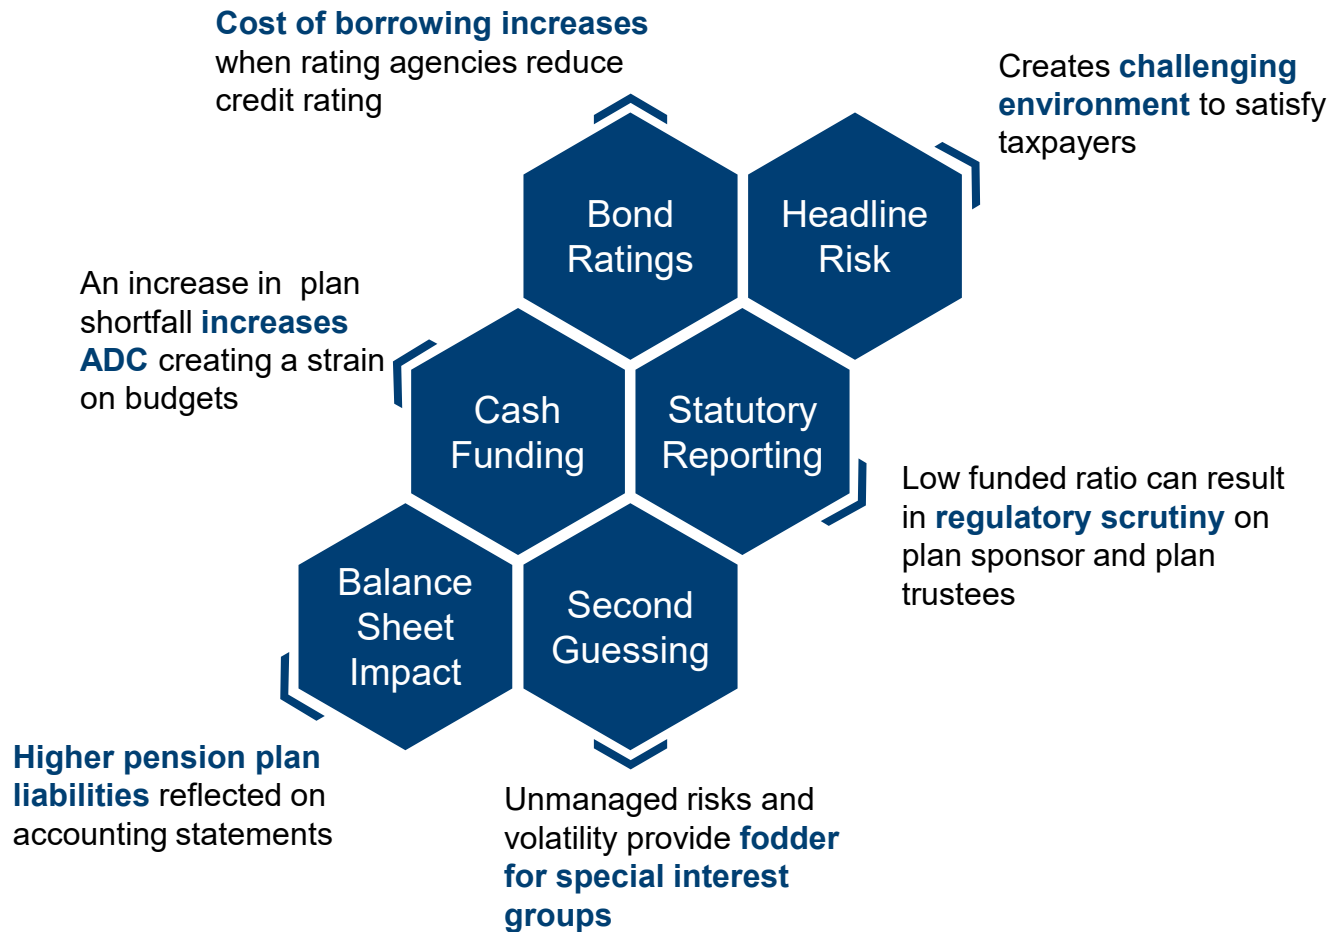 Cost of borrowing increases
when rating agencies reduce
credit rating
Creates challenging
environment to satisfy
taxpayers
Bond
Ratings
Headline
Risk
An increase in  plan
shortfall increases
ADC creating a strain
on budgets
Cash
Funding
Statutory
Reporting
Low funded ratio can result
in regulatory scrutiny on
plan sponsor and plan
trustees
Balance
Sheet
Impact
Second
Guessing
Higher pension plan
liabilities reflected on
accounting statements
Unmanaged risks and
volatility provide fodder
for special interest
groups